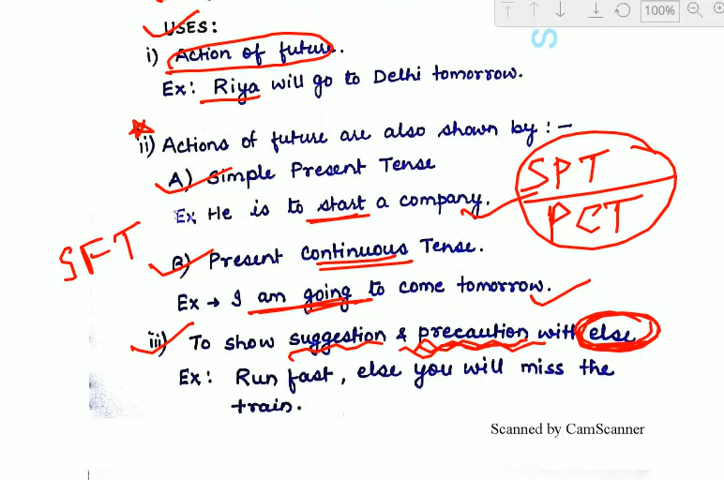 100%
USES:
i) Action of future.
Ex: Riya will go to Delhi tomorrow.
ii) Actions of future are also shown by :-
A) Simple Present Tense
SPT
Ex He is to start a company.
PCT
SFT
B) Present Continuous Tense.
Ex → I am going to come tomorrow.
iii) To show suggestion & precaution with else
Ex: Run fast, else you will miss the
train.
Scanned by CamScanner